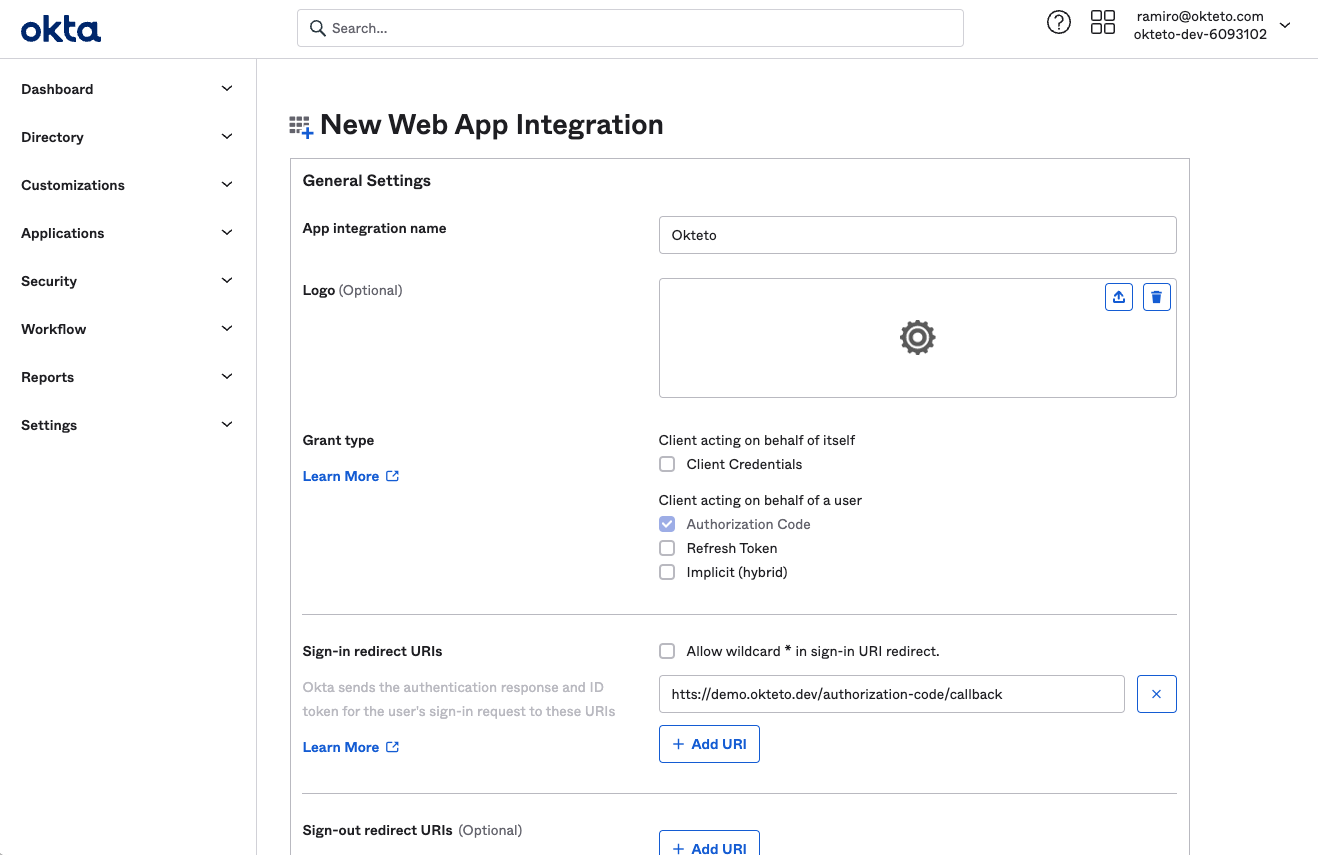 okta
Search...
ramiro@okteto.com
okteto-dev-6093102
Dashboard
Directory
Customizations
Applications
Security
Workflow
Reports
Settings
New Web App Integration
General Settings
App integration name
Okteto
Logo (Optional)
Grant type
Learn More
Client acting on behalf of itself
Client Credentials
Client acting on behalf of a user
Authorization Code
Refresh Token
Implicit (hybrid)
Sign-in redirect URIs
Okta sends the authentication response and ID
token for the user's sign-in request to these URIs
Learn More
Allow wildcard * in sign-in URI redirect.
htts://demo.okteto.dev/authorization-code/callback
+ Add URI
Sign-out redirect URIs (Optional)
+ Add URI